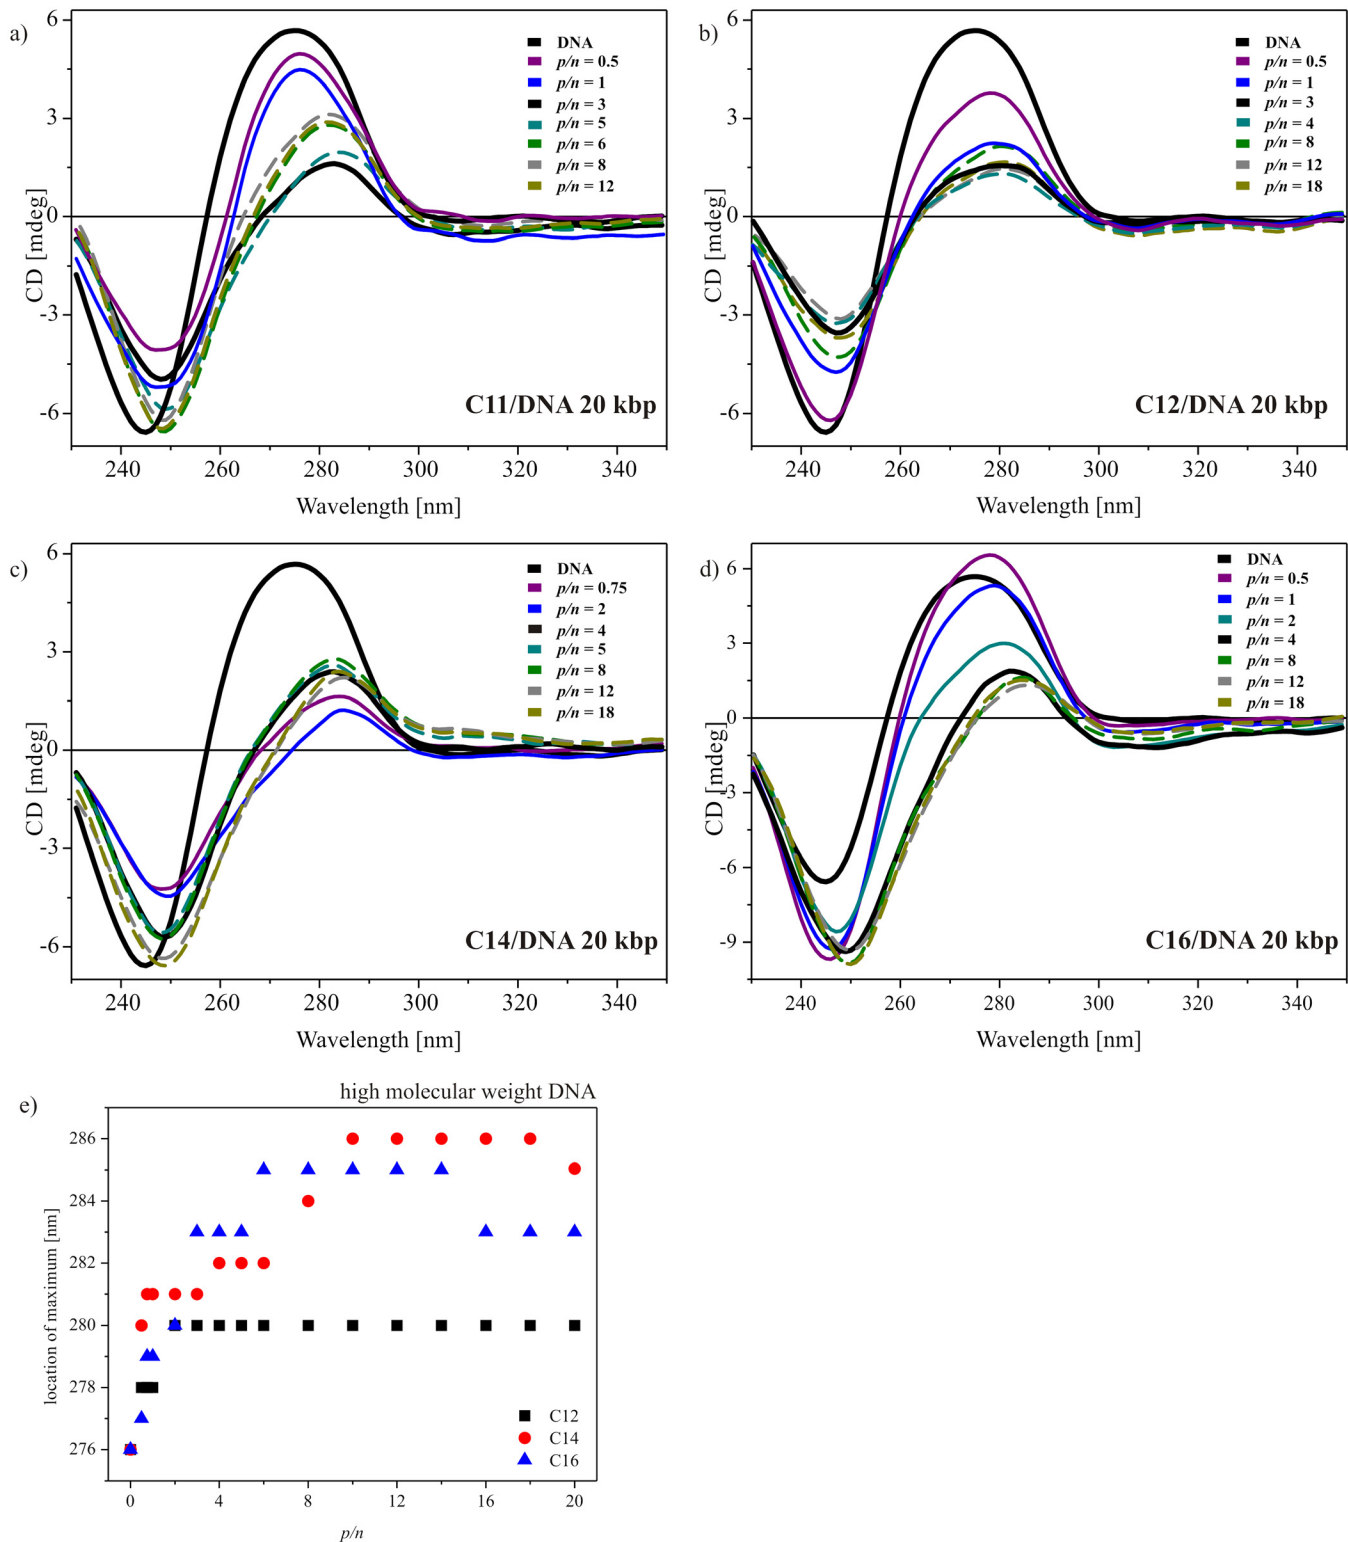 a)
6
3
0
-3
-6
CD [mdeg]
DNA
p/n = 0.5
p/n = 1
p/n = 3
p/n = 5
p/n = 6
p/n = 8
p/n = 12
C11/DNA 20 kbp
240 260 280 300 320 340
Wavelength [nm]
b)
6
3
0
-3
-6
CD [mdeg]
DNA
p/n = 0.5
p/n = 1
p/n = 3
p/n = 4
p/n = 8
p/n = 12
p/n = 18
C12/DNA 20 kbp
240 260 280 300 320 340
Wavelength [nm]
c)
6
3
0
-3
-6
CD [mdeg]
DNA
p/n = 0.75
p/n = 2
p/n = 4
p/n = 5
p/n = 8
p/n = 12
p/n = 18
C14/DNA 20 kbp
240 260 280 300 320 340
Wavelength [nm]
d)
6
3
0
-3
-6
-9
CD [mdeg]
DNA
p/n = 0.5
p/n = 1
p/n = 2
p/n = 4
p/n = 8
p/n = 12
p/n = 18
C16/DNA 20 kbp
240 260 280 300 320 340
Wavelength [nm]
e)
high molecular weight DNA
286
284
282
280
278
276
location of maximum [nm]
C12
C14
C16
0 4 8 12 16 20
p/n